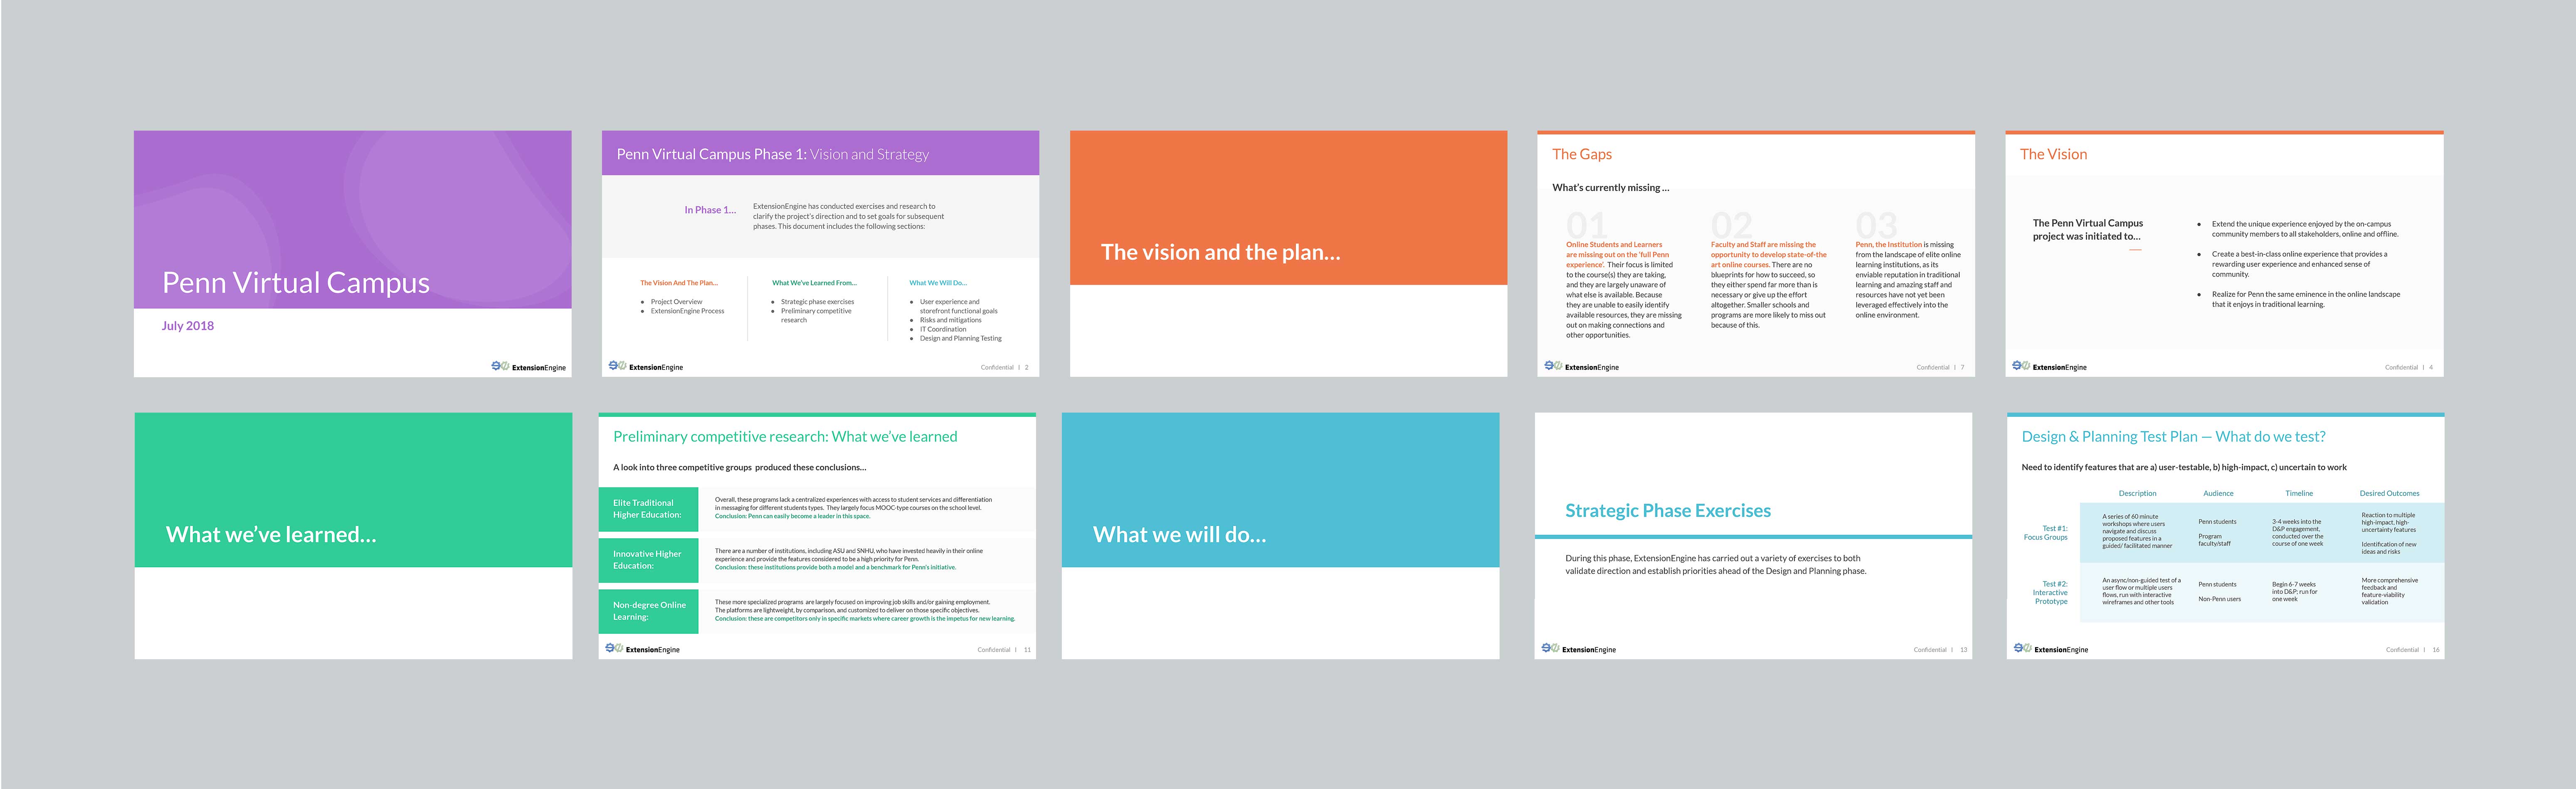 Penn Virtual Campus
July 2018
ExtensionEngine
Penn Virtual Campus Phase 1: Vision and Strategy
In Phase 1...
ExtensionEngine has conducted exercises and research to
clarify the project's direction and to set goals for subsequent
phases. This document includes the following sections:
The Vision And The Plan...
● Project Overview
● ExtensionEngine Process
What We've Learned From...
● Strategic phase exercises
● Preliminary competitive
research
What We Will Do...
● User experience and
storefront functional goals
● Risks and mitigations
● IT Coordination
● Design and Planning Testing
ExtensionEngine
Confidential | 2
The vision and the plan...
The Gaps
What's currently missing ...
01
Online Students and Learners
are missing out on the 'full Penn
experience'. Their focus is limited
to the course(s) they are taking,
and they are largely unaware of
what else is available. Because
they are unable to easily identify
available resources, they are missing
out on making connections and
other opportunities.
02
Faculty and Staff are missing the
opportunity to develop state-of-the
art online courses. There are no
blueprints for how to succeed, so
they either spend far more than is
necessary or give up the effort
altogether. Smaller schools and
programs are more likely to miss out
because of this.
03
Penn, the Institution is missing
from the landscape of elite online
learning institutions, as its
enviable reputation in traditional
learning and amazing staff and
resources have not yet been
leveraged effectively into the
online environment.
ExtensionEngine
Confidential | 7
The Vision
The Penn Virtual Campus
project was initiated to...
● Extend the unique experience enjoyed by the on-campus
community members to all stakeholders, online and offline.
● Create a best-in-class online experience that provides a
rewarding user experience and enhanced sense of
community.
● Realize for Penn the same eminence in the online landscape
that it enjoys in traditional learning.
ExtensionEngine
Confidential | 4
What we've learned...
Preliminary competitive research: What we've learned
A look into three competitive groups produced these conclusions...
Elite Traditional
Higher Education:
Overall, these programs lack a centralized experiences with access to student services and differentiation
in messaging for different students types. They largely focus MOOC-type courses on the school level.
Conclusion: Penn can easily become a leader in this space.
Innovative Higher
Education:
There are a number of institutions, including ASU and SNHU, who have invested heavily in their online
experience and provide the features considered to be a high priority for Penn.
Conclusion: these institutions provide both a model and a benchmark for Penn's initiative.
Non-degree Online
Learning:
These more specialized programs are largely focused on improving job skills and/or gaining employment.
The platforms are lightweight, by comparison, and customized to deliver on those specific objectives.
Conclusion: these are competitors only in specific markets where career growth is the impetus for new learning.
ExtensionEngine
Confidential | 11
What we will do...
Strategic Phase Exercises
During this phase, ExtensionEngine has carried out a variety of exercises to both
validate direction and establish priorities ahead of the Design and Planning phase.
ExtensionEngine
Confidential | 13
Design & Planning Test Plan — What do we test?
Need to identify features that are a) user-testable, b) high-impact, c) uncertain to work
Description
Audience
Timeline
Desired Outcomes
Test #1:
Focus Groups
A series of 60 minute
workshops where users
navigate and discuss
proposed features in a
guided/ facilitated manner
Penn students
Program
faculty/staff
3-4 weeks into the
D&P engagement,
conducted over the
course of one week
Reaction to multiple
high-impact, high-
uncertainty features
Identification of new
ideas and risks
Test #2:
Interactive
Prototype
An async/non-guided test of a
user flow or multiple users
flows, run with interactive
wireframes and other tools
Penn students
Non-Penn users
Begin 6-7 weeks
into D&P; run for
one week
More comprehensive
feedback and
feature-viability
validation
ExtensionEngine
Confidential | 16